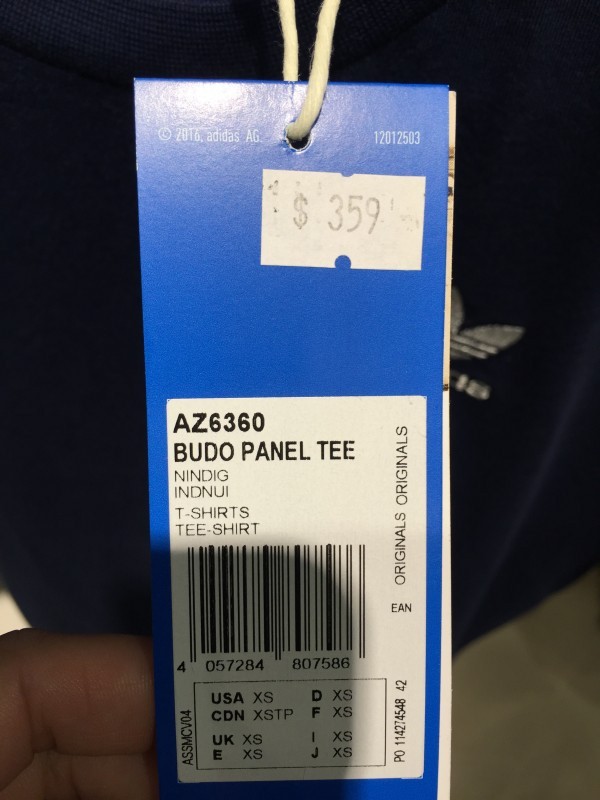 © 2016, adidas AG.
12012503
$ 359
AZ6360
BUDO PANEL TEE
NINDIG
INDNUI
T-SHIRTS
TEE-SHIRT
ORIGINALS ORIGINALS
EAN
4 057284 807586
ASSMCV04
USA XS D XS
CDN XSTP F XS
UK XS I XS
E XS J XS
PO 114274548 42